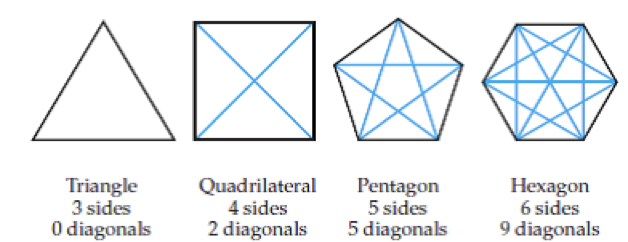 Triangle
3 sides
0 diagonals
Quadrilateral
4 sides
2 diagonals
Pentagon
5 sides
5 diagonals
Hexagon
6 sides
9 diagonals